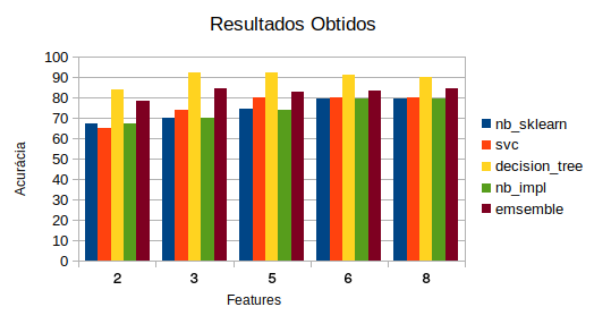 Resultados Obtidos
Acurácia
100
90
80
70
60
50
40
30
20
10
0
2 3 5 6 8
Features
nb_sklearn
svc
decision_tree
nb_impl
emsemble